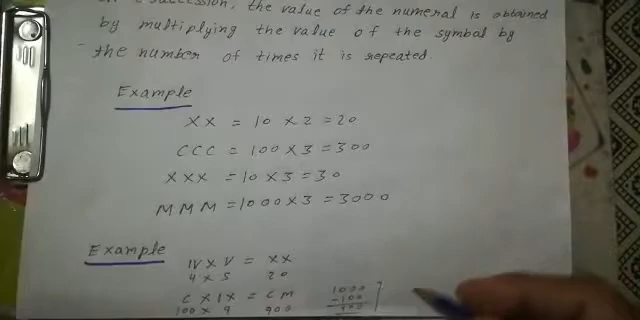 succession, the value of the numeral is obtained
by multiplying the value of the symbol by
the number of times it is repeated.
Example
XX = 10 × 2 = 20
CCC = 100 × 3 = 300
XXX = 10 × 3 = 30
MMM = 1000 × 3 = 3000
Example
IV × V = XX
4 × 5 20
C × IX = CM
100 × 9 900
1000
-100
900